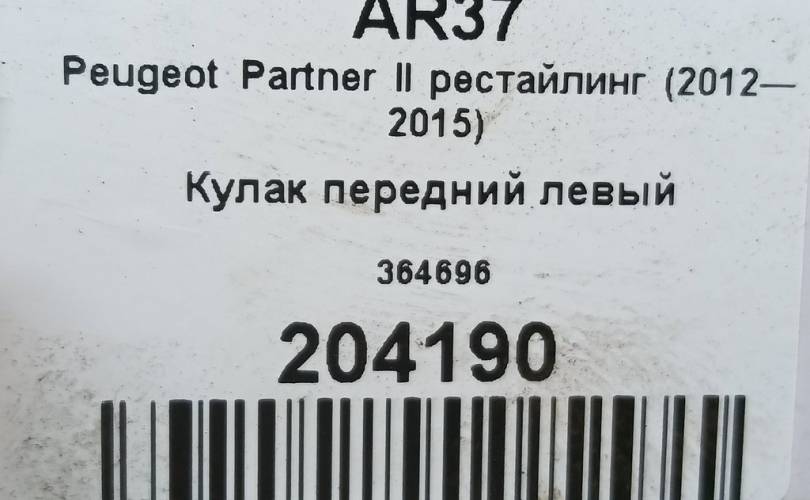 AR37
Peugeot Partner II рестайлинг (2012—
2015)
Кулак передний левый
364696
204190